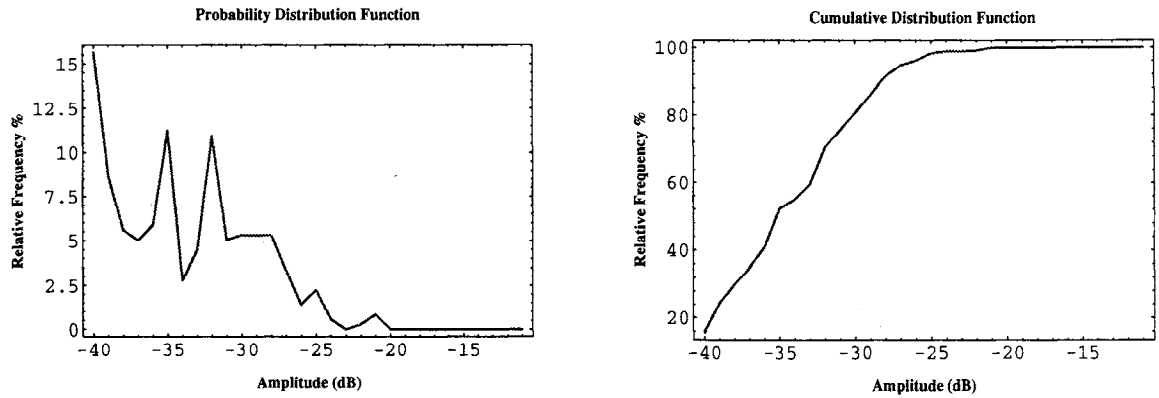 Probability Distribution Function
Relative Frequency %
15
12.5
10
7.5
5
2.5
0
-40 -35 -30 -25 -20 -15
Amplitude (dB)
Cumulative Distribution Function
Relative Frequency %
100
80
60
40
20
-40 -35 -30 -25 -20 -15
Amplitude (dB)